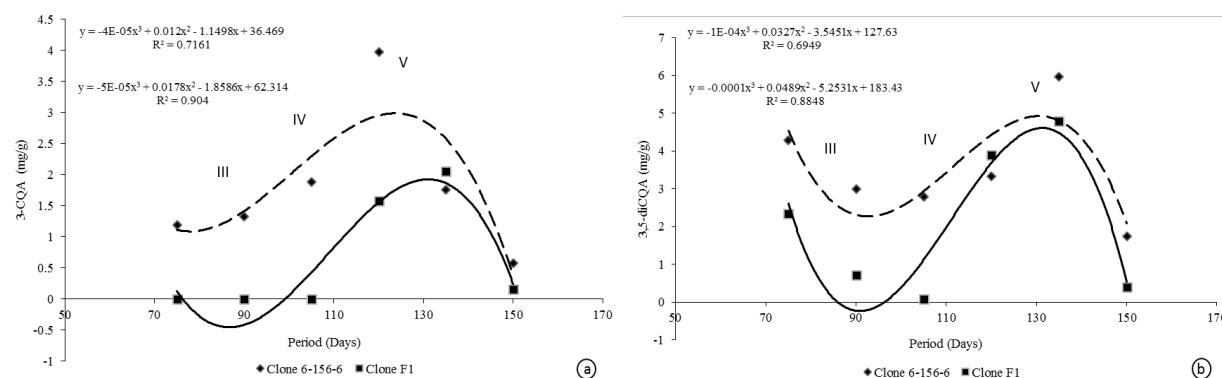 4.5
4
3.5
3
2.5
2
1.5
1
0.5
0
-0.5
-1
3-CQA (mg/g)
y = -4E-05x³ + 0.012x² - 1.1498x + 36.469
R² = 0.7161
y = -5E-05x³ + 0.0178x² - 1.8586x + 62.314
R² = 0.904
III
IV
V
50 70 90 110 130 150 170
Period (Days)
Clone 6-156-6 Clone F1
a
7
6
5
4
3
2
1
0
-1
3,5-diCQA (mg/g)
y = -1E-04x³ + 0.0327x² - 3.5451x + 127.63
R² = 0.6949
y = -0.0001x³ + 0.0489x² - 5.2531x + 183.43
R² = 0.8848
III
IV
V
50 70 90 110 130 150 170
Period (Days)
Clone 6-156-6 Clone F1
b